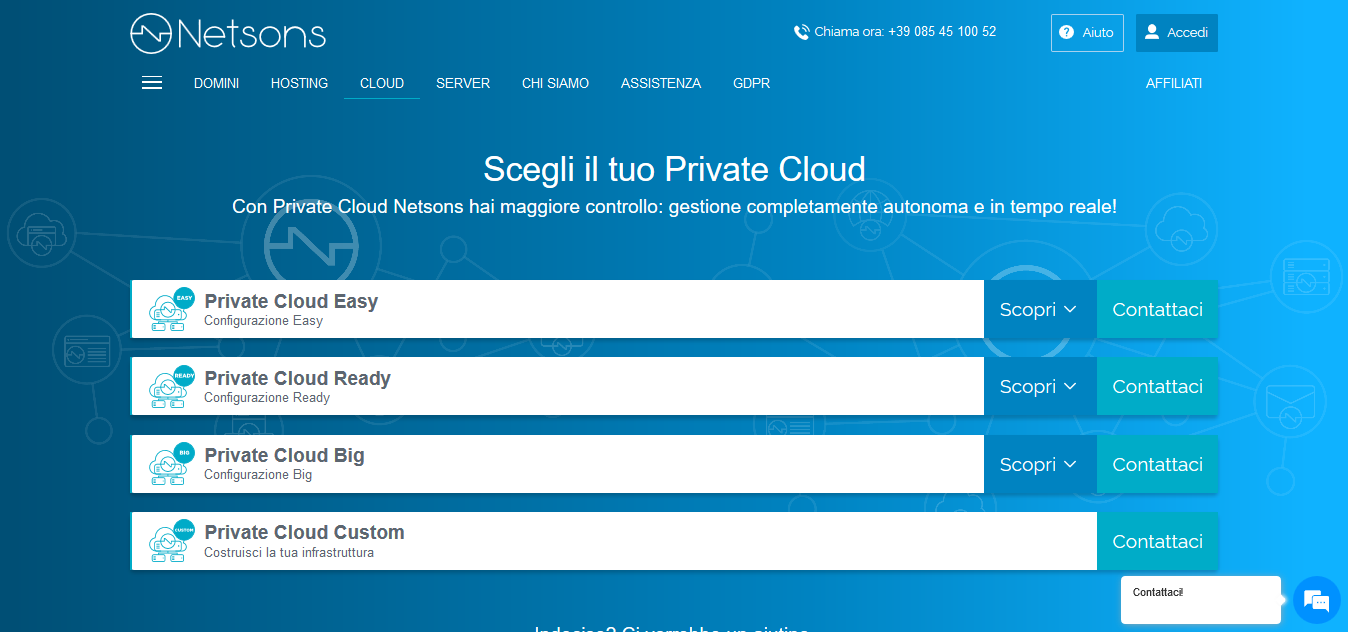 Netsons
Chiama ora: +39 085 45 100 52
Aiuto
Accedi
DOMINI
HOSTING
CLOUD
SERVER
CHI SIAMO
ASSISTENZA
GDPR
AFFILIATI
Scegli il tuo Private Cloud
Con Private Cloud Netsons hai maggiore controllo: gestione completamente autonoma e in tempo reale!
EASY
Private Cloud Easy
Configurazione Easy
Scopri
Contattaci
READY
Private Cloud Ready
Configurazione Ready
Scopri
Contattaci
BIG
Private Cloud Big
Configurazione Big
Scopri
Contattaci
CUSTOM
Private Cloud Custom
Costruisci la tua infrastruttura
Contattaci
Contattaci!